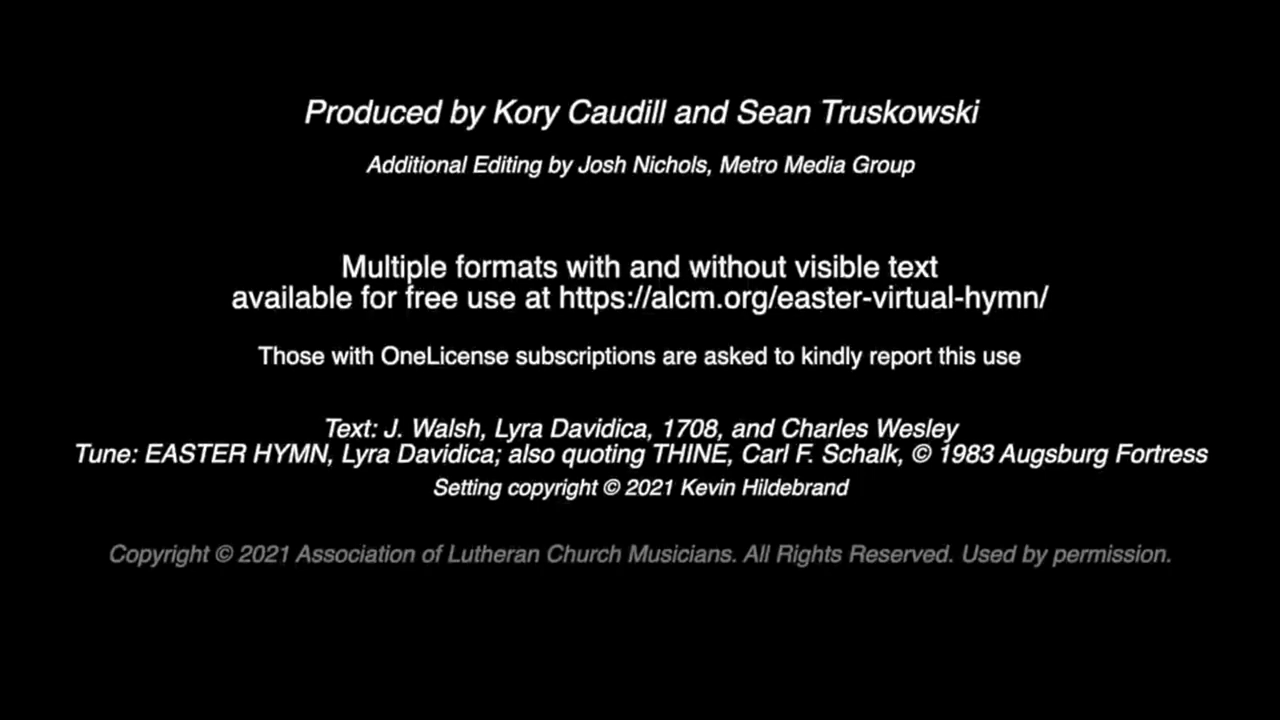 Produced by Kory Caudill and Sean Truskowski
Additional Editing by Josh Nichols, Metro Media Group
Multiple formats with and without visible text
available for free use at https://alcm.org/easter-virtual-hymn/
Those with OneLicense subscriptions are asked to kindly report this use
Text: J. Walsh, Lyra Davidica, 1708, and Charles Wesley
Tune: EASTER HYMN, Lyra Davidica; also quoting THINE, Carl F. Schalk, © 1983 Augsburg Fortress
Setting copyright © 2021 Kevin Hildebrand
Copyright © 2021 Association of Lutheran Church Musicians. All Rights Reserved. Used by permission.